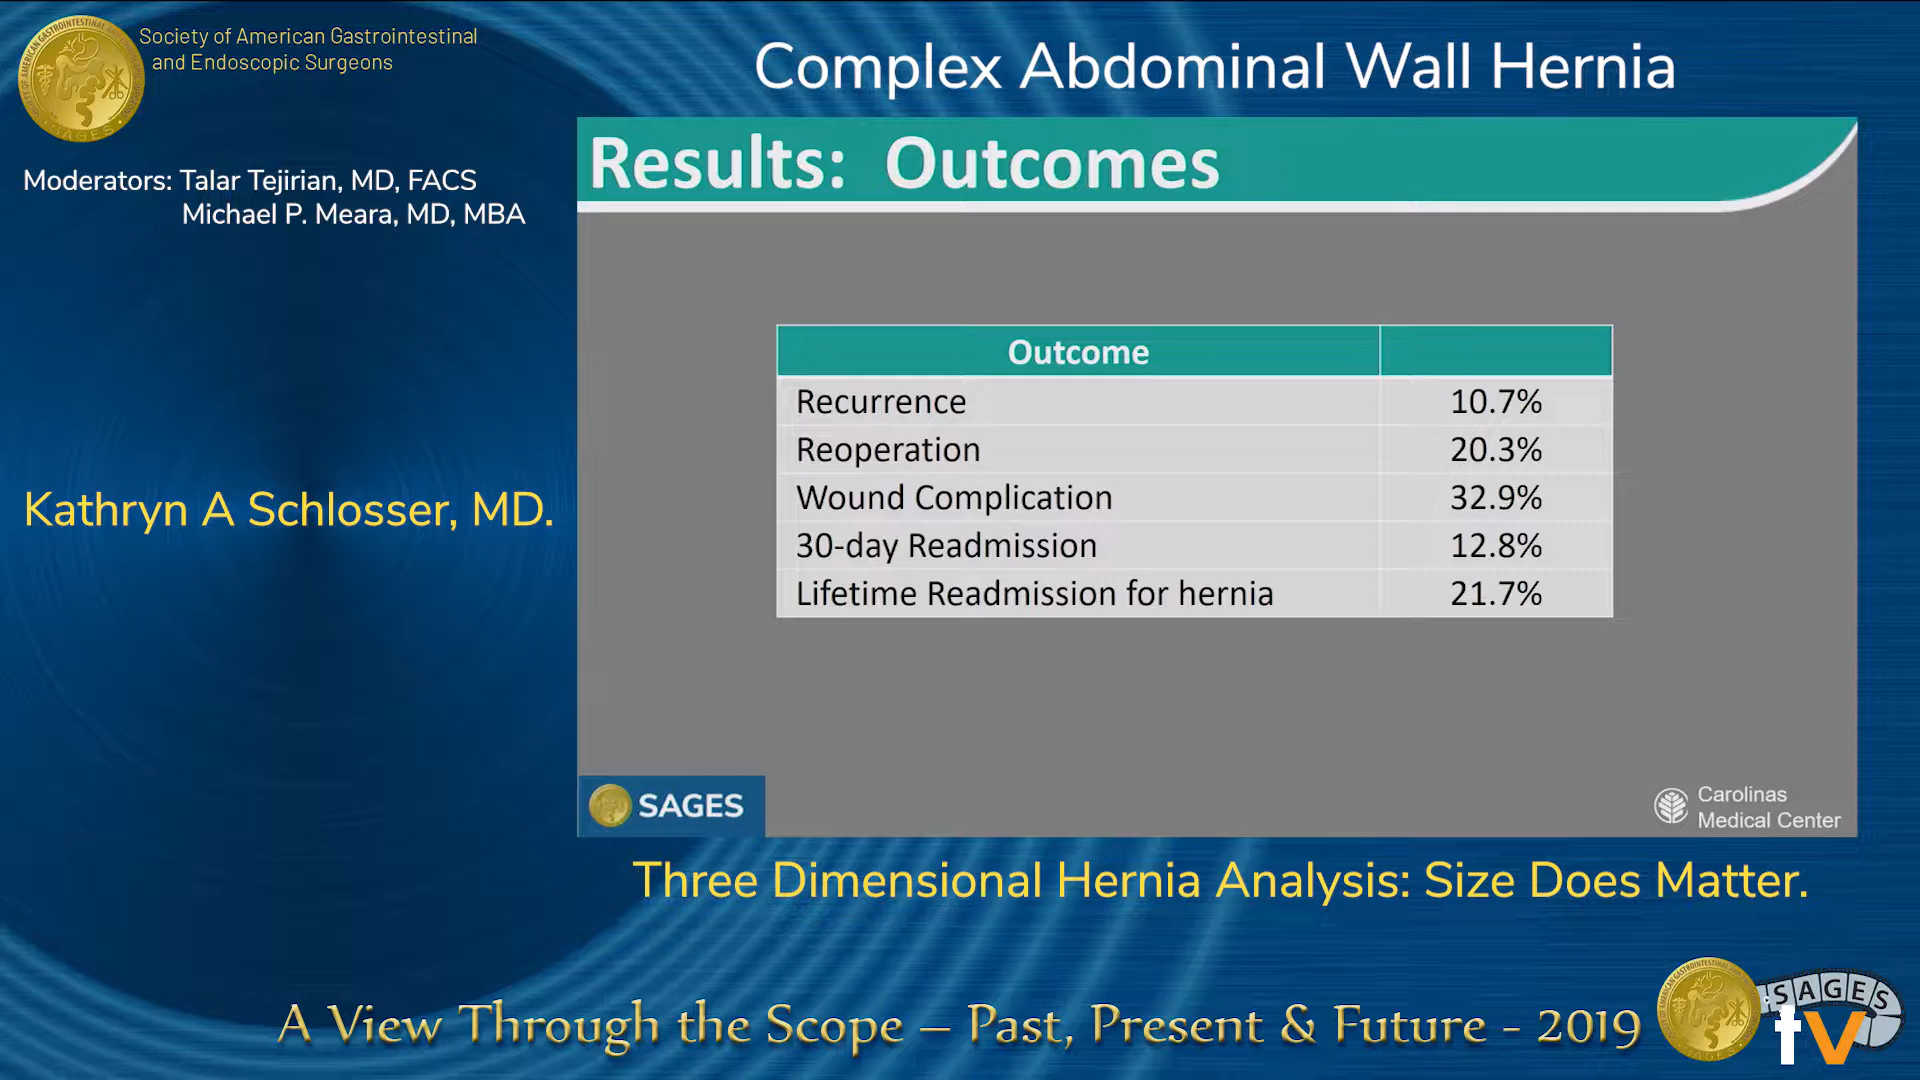 Society of American Gastrointestinal
and Endoscopic Surgeons
Complex Abdominal Wall Hernia
Moderators: Talar Tejirian, MD, FACS
Michael P. Meara, MD, MBA
Kathryn A Schlosser, MD.
Results: Outcomes
Outcome
Recurrence 10.7%
Reoperation 20.3%
Wound Complication 32.9%
30-day Readmission 12.8%
Lifetime Readmission for hernia 21.7%
SAGES
Carolinas
Medical Center
Three Dimensional Hernia Analysis: Size Does Matter.
A View Through the Scope – Past, Present & Future - 2019
SAGES
tv